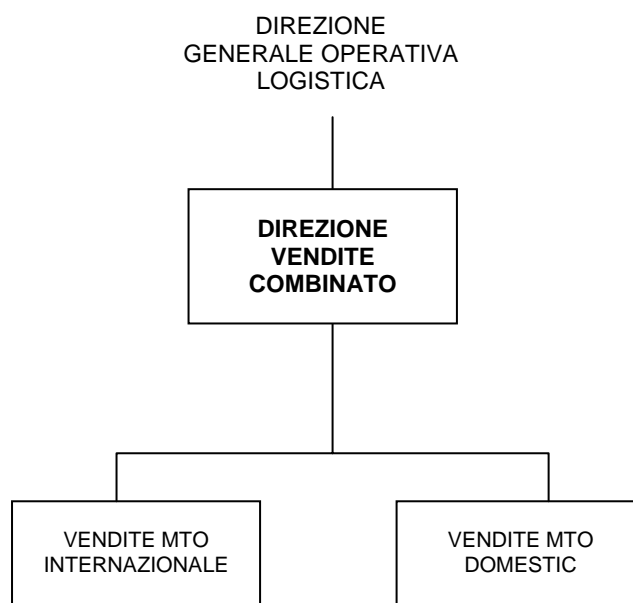 DIREZIONE
GENERALE OPERATIVA
LOGISTICA
DIREZIONE
VENDITE
COMBINATO
VENDITE MTO
INTERNAZIONALE
VENDITE MTO
DOMESTIC